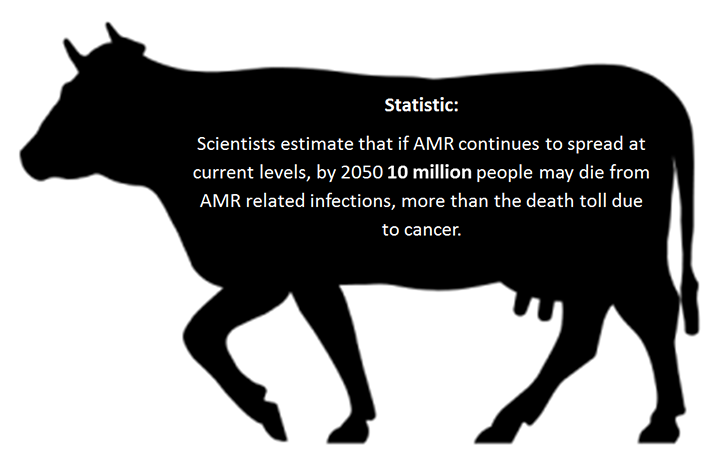 Statistic:
Scientists estimate that if AMR continues to spread at
current levels, by 2050 10 million people may die from
AMR related infections, more than the death toll due
to cancer.